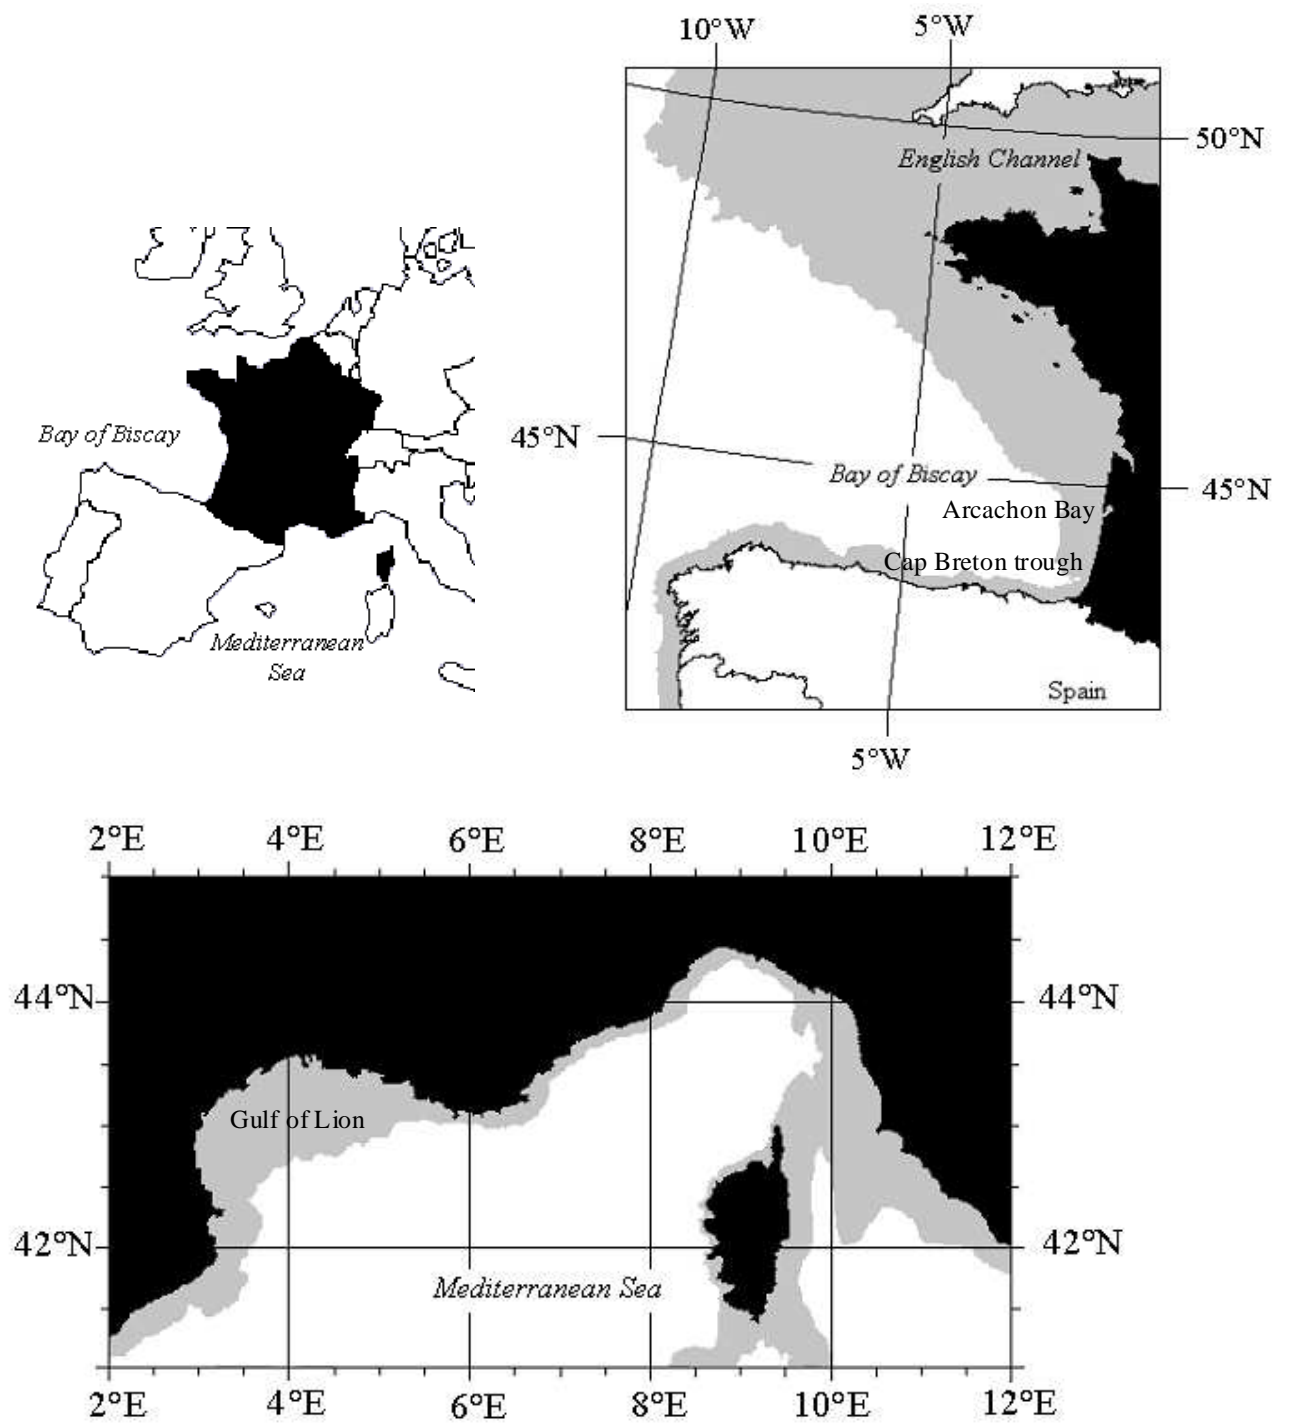 10°W
5°W
50°N
English Channel
Bay of Biscay
45°N
Bay of Biscay
45°N
Arcachon Bay
Cap Breton trough
Mediterranean
Sea
Spain
5°W
2°E
4°E
6°E
8°E
10°E
12°E
44°N
44°N
Gulf of Lion
42°N
42°N
Mediterranean Sea
2°E
4°E
6°E
8°E
10°E
12°E